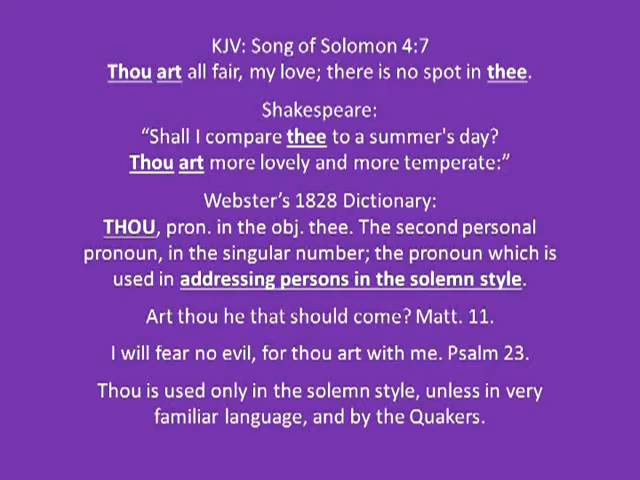 KJV: Song of Solomon 4:7
Thou art all fair, my love; there is no spot in thee.
Shakespeare:
“Shall I compare thee to a summer's day?
Thou art more lovely and more temperate:”
Webster’s 1828 Dictionary:
THOU, pron. in the obj. thee. The second personal
pronoun, in the singular number; the pronoun which is
used in addressing persons in the solemn style.
Art thou he that should come? Matt. 11.
I will fear no evil, for thou art with me. Psalm 23.
Thou is used only in the solemn style, unless in very
familiar language, and by the Quakers.